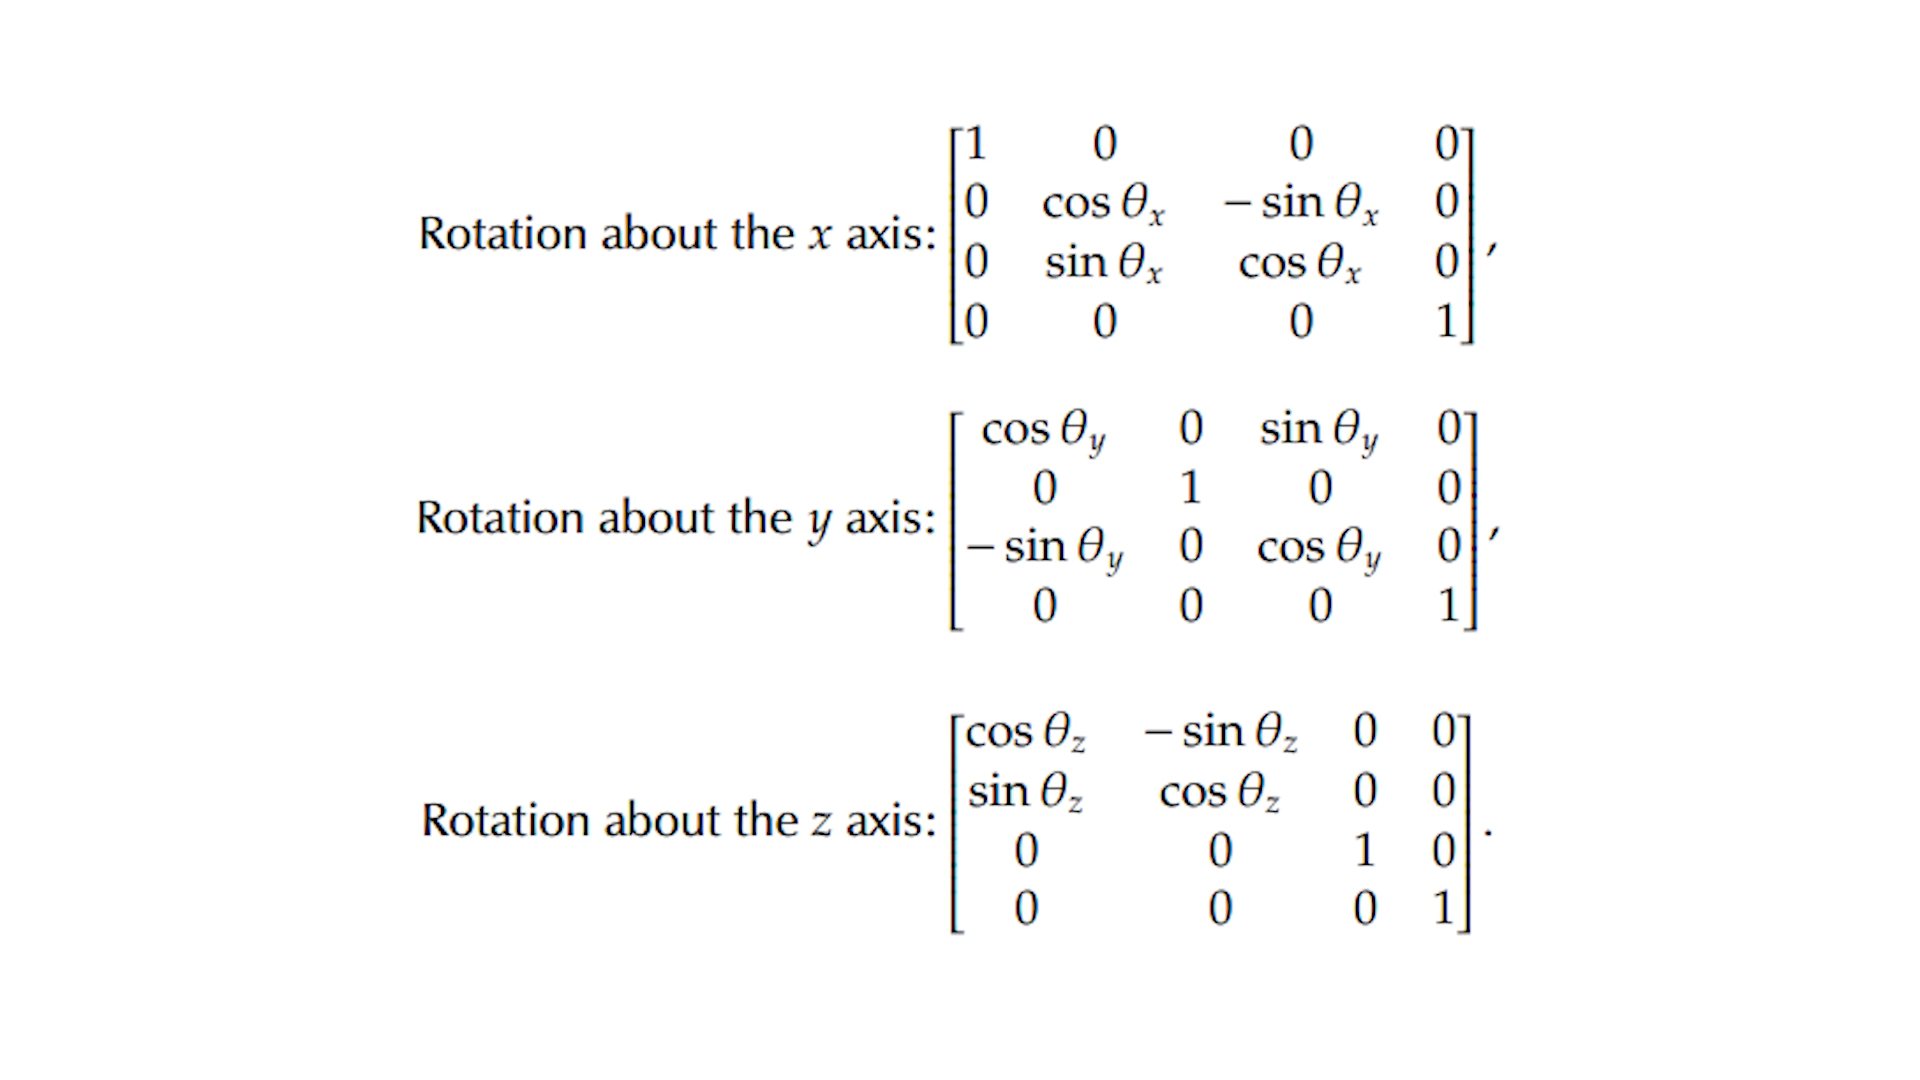 1 0 0 0
0 cos θx − sin θx 0
Rotation about the x axis:
0 sin θx cos θx 0 ,
0 0 0 1
cos θy 0 sin θy 0
0 1 0 0
Rotation about the y axis:
− sin θy 0 cos θy 0 ,
0 0 0 1
cos θz − sin θz 0 0
sin θz cos θz 0 0
Rotation about the z axis:
0 0 1 0 .
0 0 0 1